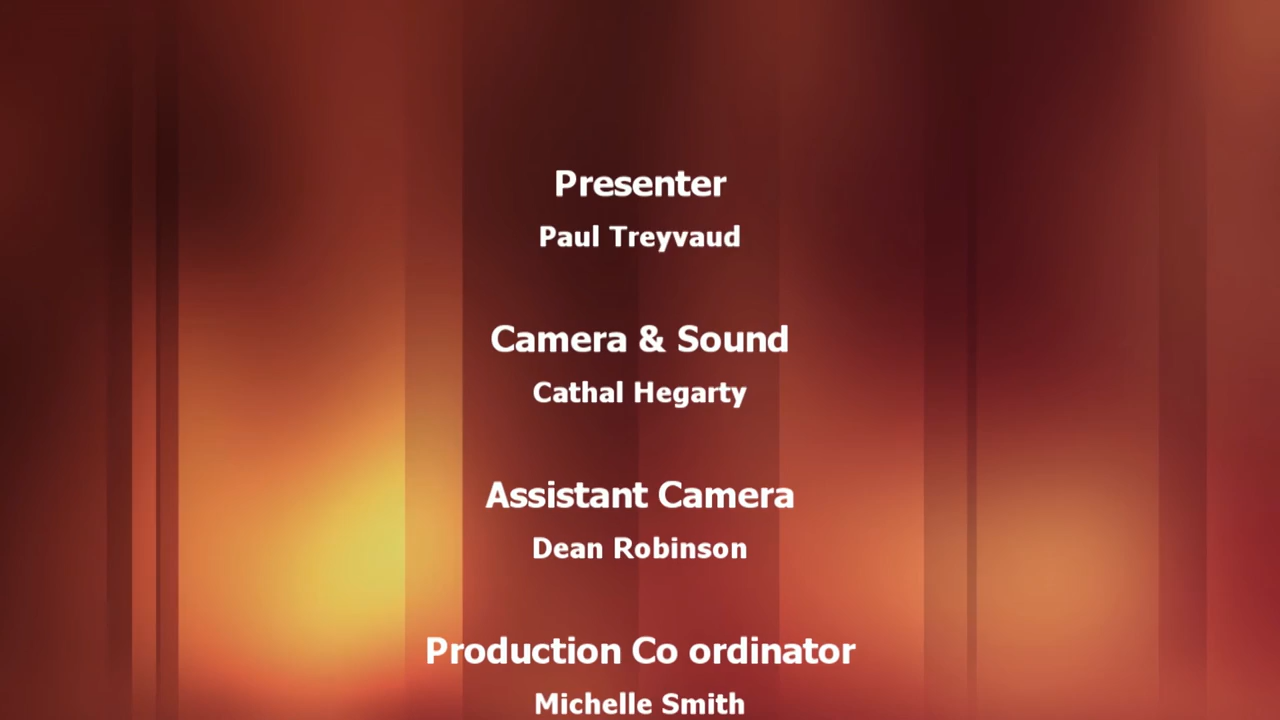 Presenter
Paul Treyvaud
Camera & Sound
Cathal Hegarty
Assistant Camera
Dean Robinson
Production Co ordinator
Michelle Smith